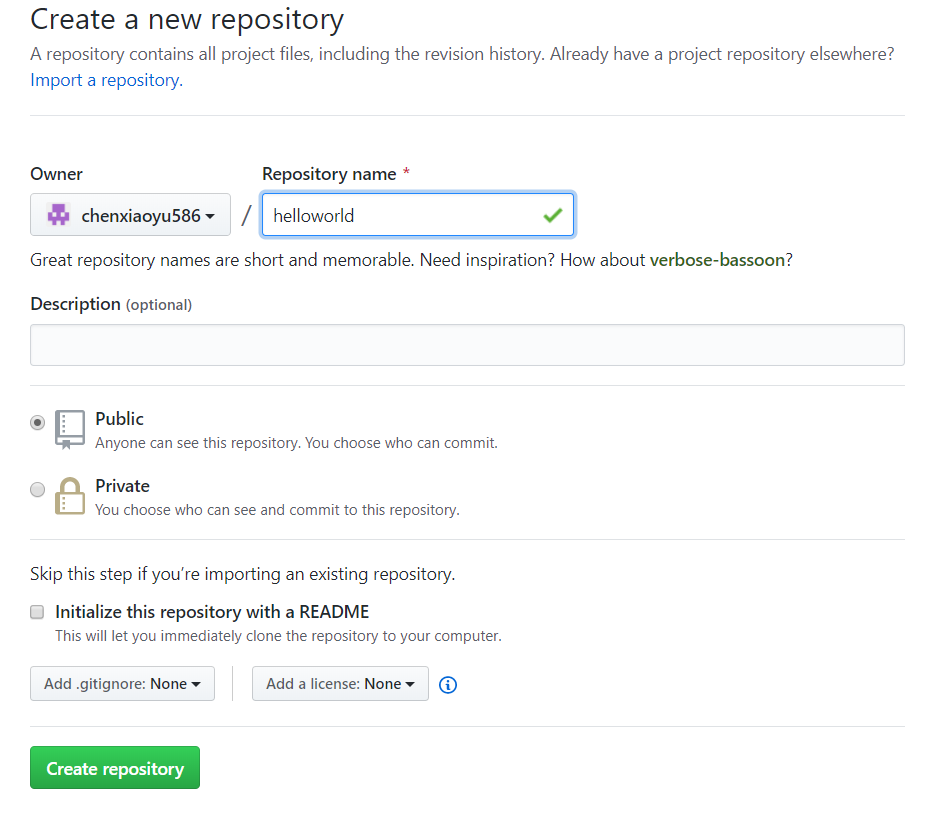 Create a new repository
A repository contains all project files, including the revision history. Already have a project repository elsewhere?
Import a repository.
Owner
Repository name *
chenxiaoyu586
/
helloworld
Great repository names are short and memorable. Need inspiration? How about verbose-bassoon?
Description (optional)
Public
Anyone can see this repository. You choose who can commit.
Private
You choose who can see and commit to this repository.
Skip this step if you’re importing an existing repository.
Initialize this repository with a README
This will let you immediately clone the repository to your computer.
Add .gitignore: None
Add a license: None
Create repository